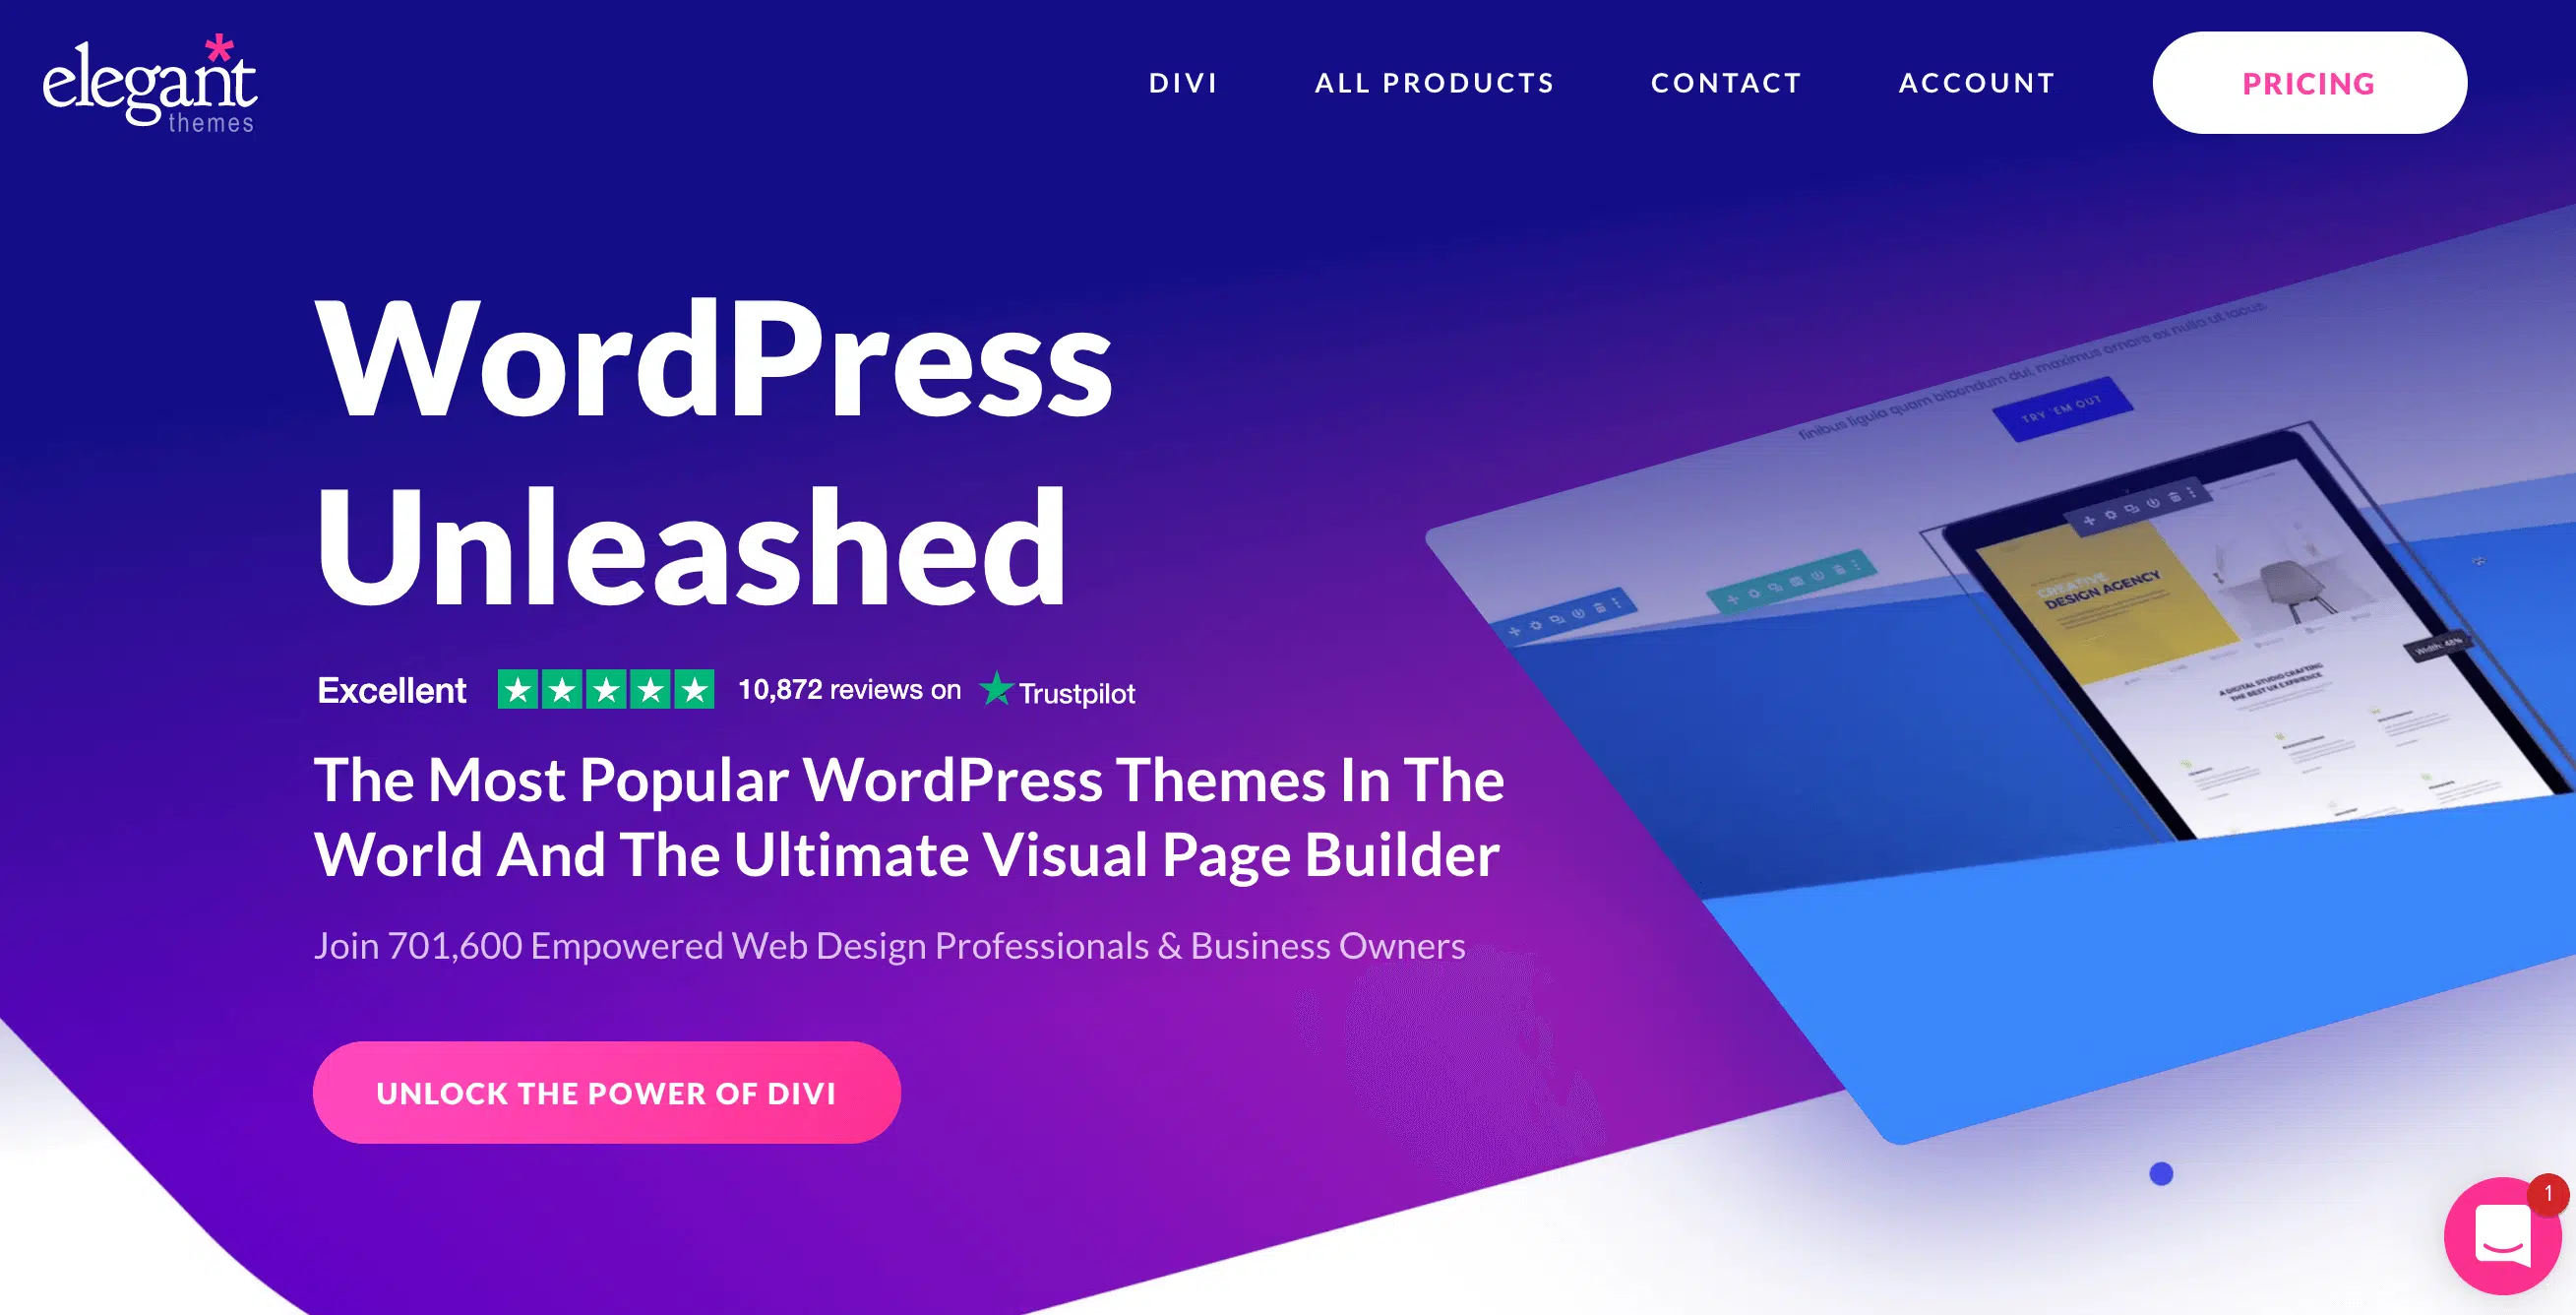 elegant
themes
DIVI
ALL PRODUCTS
CONTACT
ACCOUNT
PRICING
WordPress
Unleashed
Excellent
10,872 reviews on
Trustpilot
The Most Popular WordPress Themes In The
World And The Ultimate Visual Page Builder
Join 701,600 Empowered Web Design Professionals & Business Owners
UNLOCK THE POWER OF DIVI
finibus ligula quam bibendum dui, maximus ornare ex nulla ut lacus.
TRY 'EM OUT
CREATIVE
DESIGN AGENCY
Width: 48%
A DIGITAL STUDIO CRAFTING
THE BEST UX EXPRIENCE
1